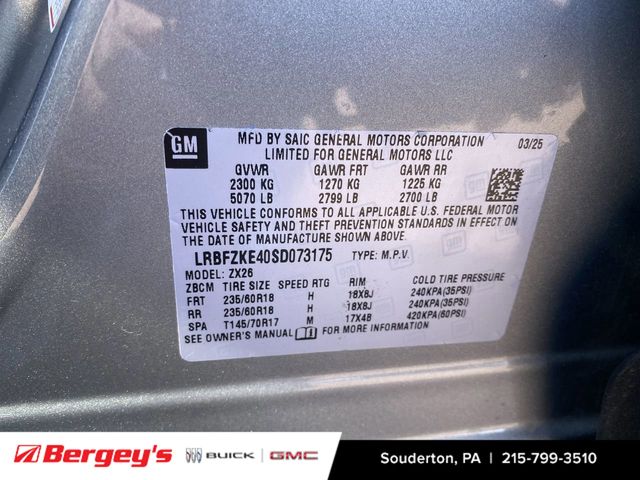 GM
MFD BY SAIC GENERAL MOTORS CORPORATION 03/25
LIMITED FOR GENERAL MOTORS LLC
GVWR GAWR FRT GAWR RR
2300 KG 1270 KG 1225 KG
5070 LB 2799 LB 2700 LB
THIS VEHICLE CONFORMS TO ALL APPLICABLE U.S. FEDERAL MOTOR
VEHICLE SAFETY AND THEFT PREVENTION STANDARDS IN EFFECT ON
THE DATE OF MANUFACTURE SHOWN ABOVE.
LRBFZKE40SD073175 TYPE: M.P.V.
MODEL: ZX26
ZBCM TIRE SIZE SPEED RTG RIM COLD TIRE PRESSURE
FRT 235/60R18 H 18X8J 240KPA(35PSI)
RR 235/60R18 H 18X8J 240KPA(35PSI)
SPA T145/70R17 M 17X4B 420KPA(60PSI)
SEE OWNER'S MANUAL FOR MORE INFORMATION
Bergey's BUICK GMC Souderton, PA | 215-799-3510